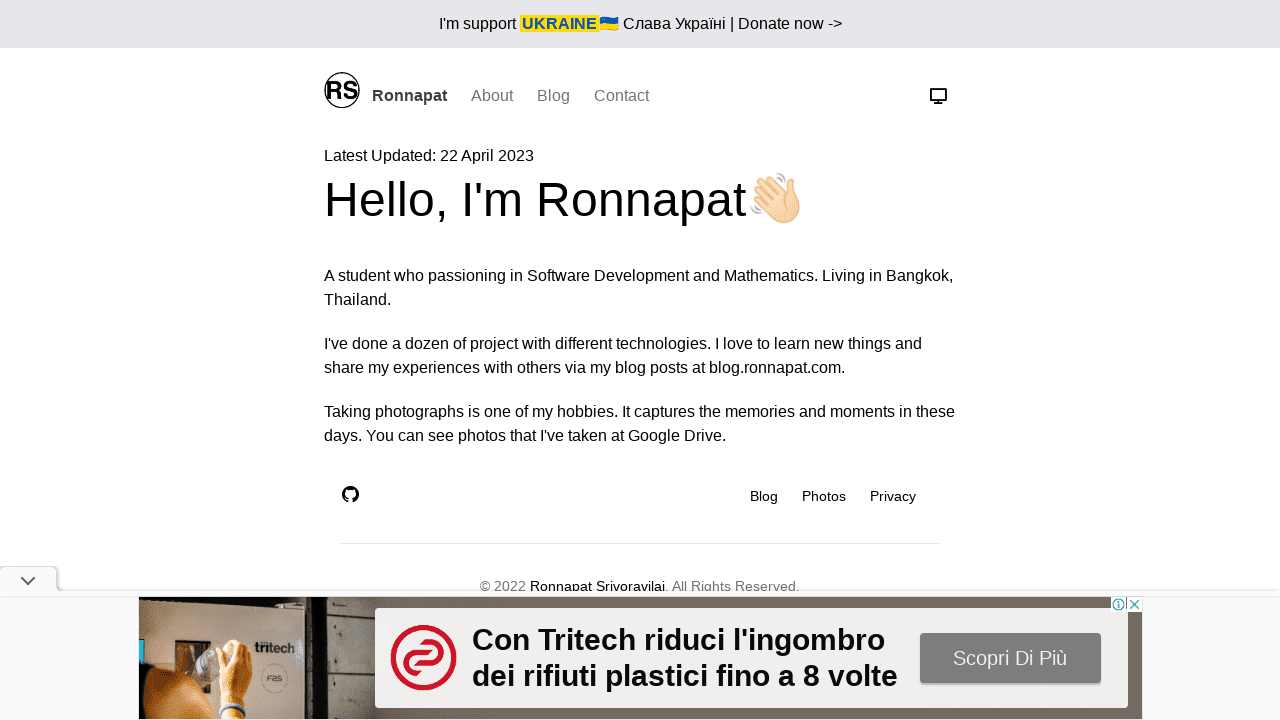 I'm support UKRAINE🇺🇦 Слава Україні | Donate now ->
RS Ronnapat About Blog Contact
Latest Updated: 22 April 2023
Hello, I'm Ronnapat👋🏻
A student who passioning in Software Development and Mathematics. Living in Bangkok,
Thailand.
I've done a dozen of project with different technologies. I love to learn new things and
share my experiences with others via my blog posts at blog.ronnapat.com.
Taking photographs is one of my hobbies. It captures the memories and moments in these
days. You can see photos that I've taken at Google Drive.
Blog Photos Privacy
© 2022 Ronnapat Srivoravilai. All Rights Reserved.
tritech
Con Tritech riduci l'ingombro
dei rifiuti plastici fino a 8 volte
Scopri Di Più